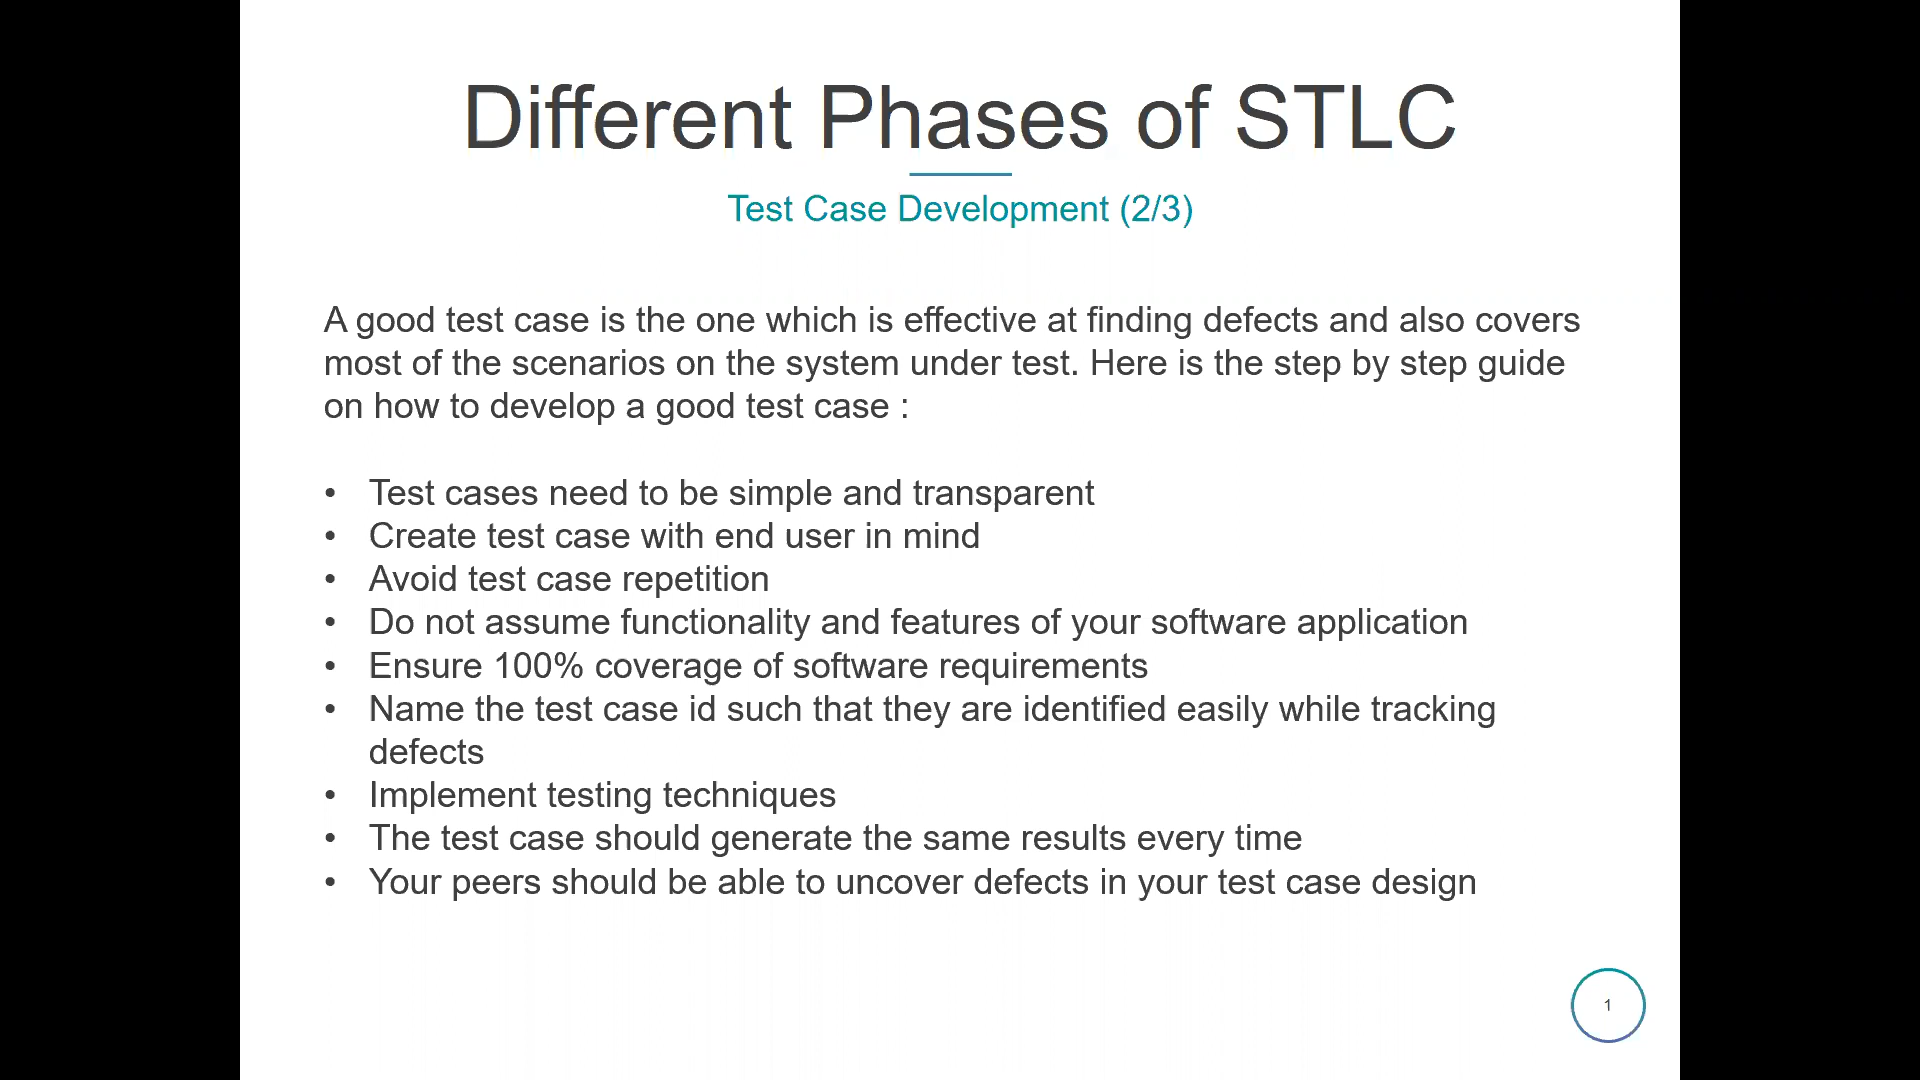 Different Phases of STLC
Test Case Development (2/3)
A good test case is the one which is effective at finding defects and also covers
most of the scenarios on the system under test. Here is the step by step guide
on how to develop a good test case :
• Test cases need to be simple and transparent
• Create test case with end user in mind
• Avoid test case repetition
• Do not assume functionality and features of your software application
• Ensure 100% coverage of software requirements
• Name the test case id such that they are identified easily while tracking
defects
• Implement testing techniques
• The test case should generate the same results every time
• Your peers should be able to uncover defects in your test case design
1